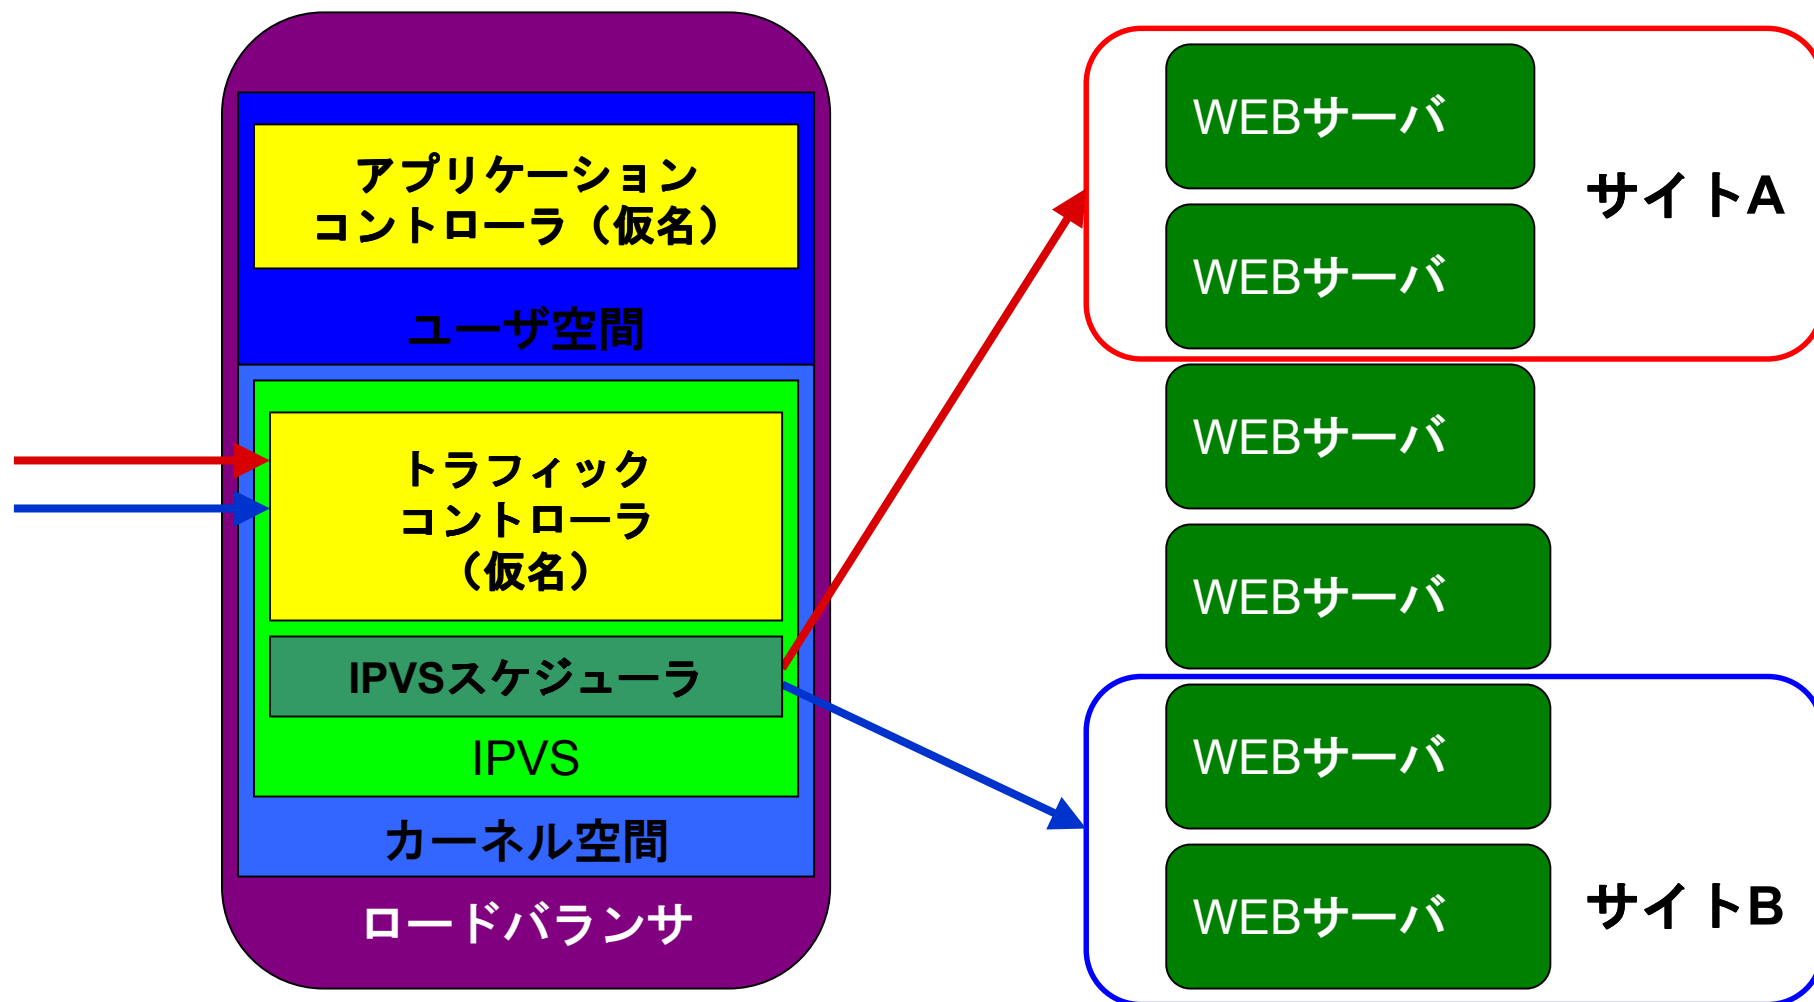 アプリケーション
コントローラ（仮名）
ユーザ空間
トラフィック
コントローラ
（仮名）
IPVSスケジューラ
IPVS
カーネル空間
ロードバランサ
WEBサーバ
WEBサーバ
サイトA
WEBサーバ
WEBサーバ
WEBサーバ
WEBサーバ
サイトB